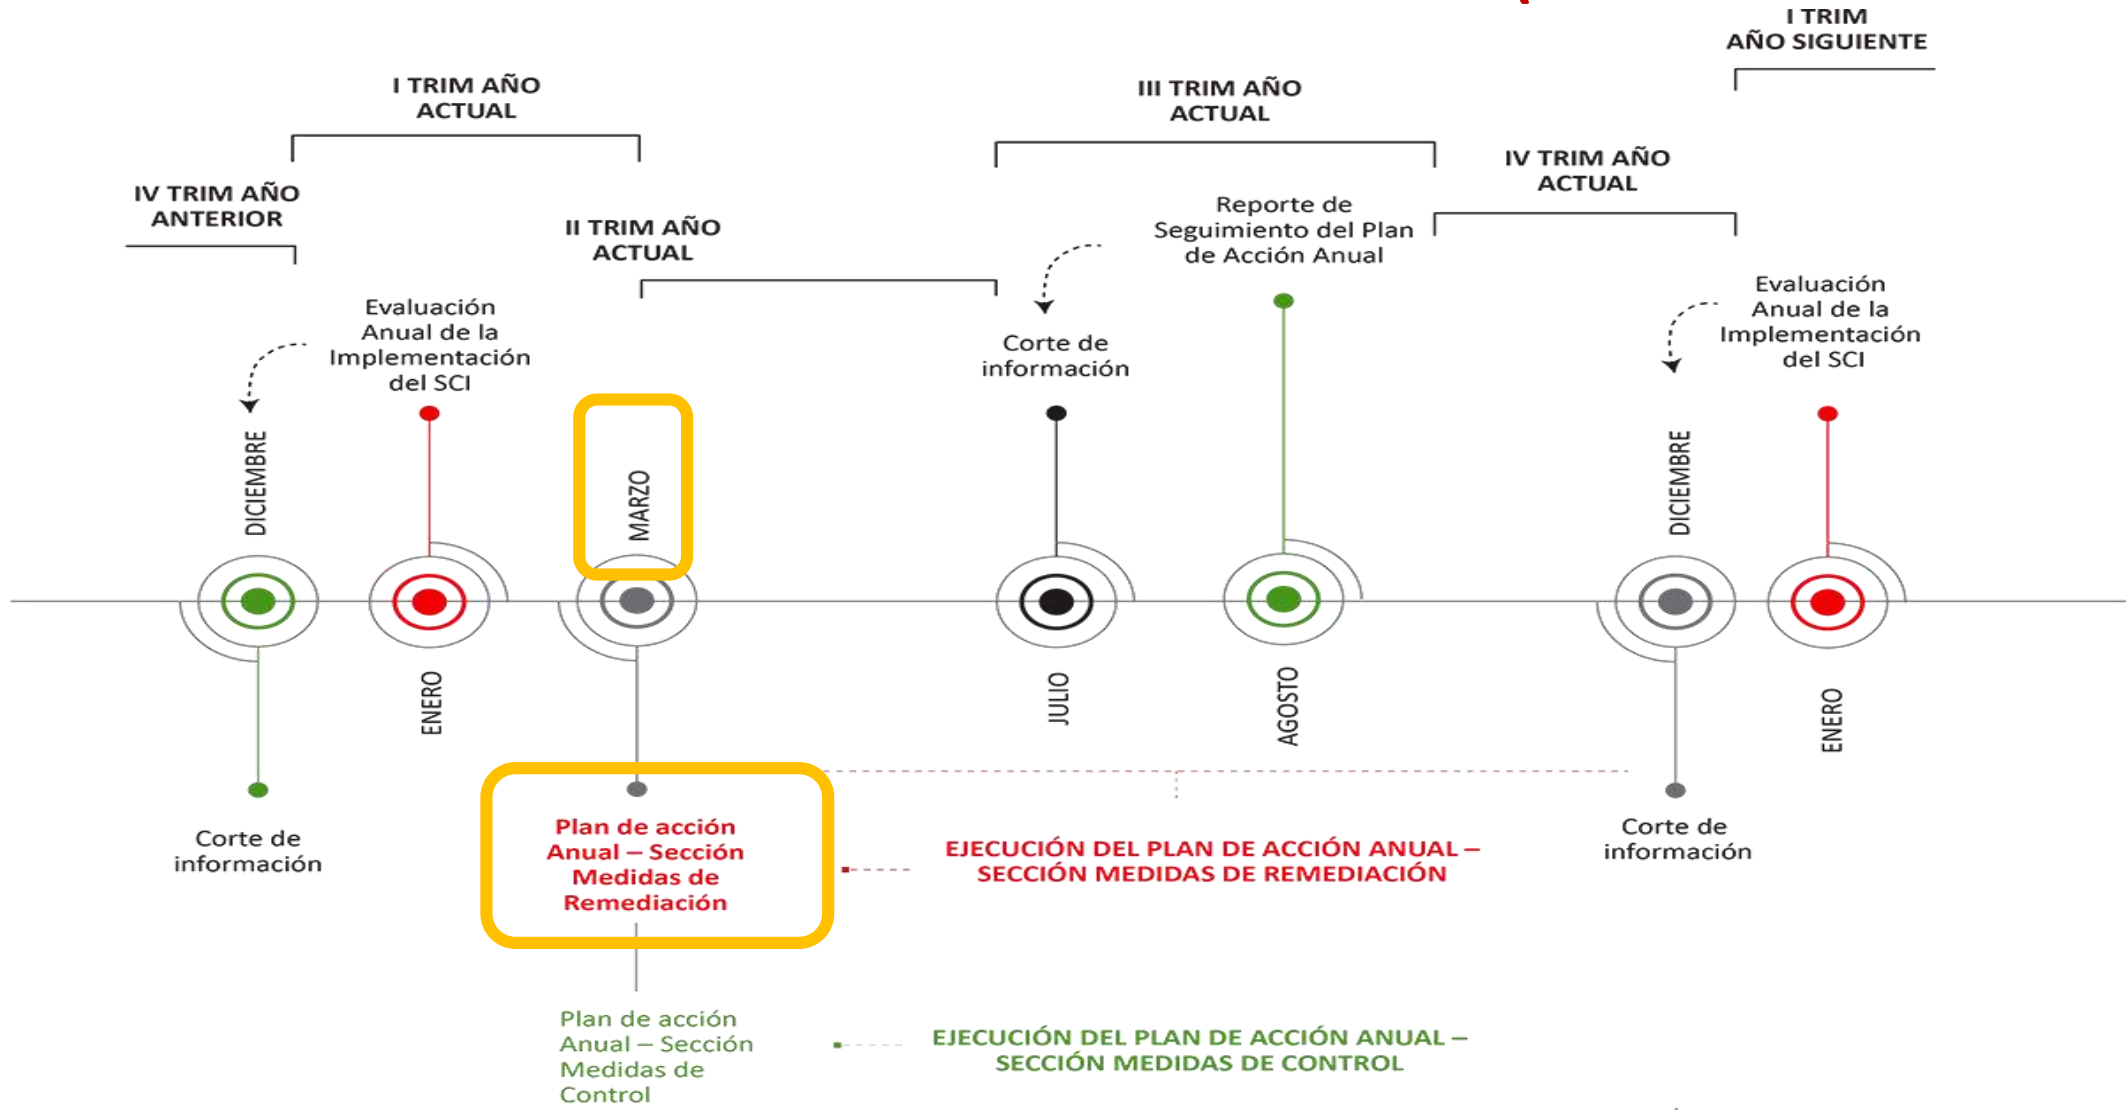 I TRIM
AÑO SIGUIENTE
I TRIM AÑO
ACTUAL
III TRIM AÑO
ACTUAL
IV TRIM AÑO
ACTUAL
IV TRIM AÑO
ANTERIOR
II TRIM AÑO
ACTUAL
Reporte de
Seguimiento del Plan
de Acción Anual
Evaluación
Anual de la
Implementación
del SCI
Corte de
información
Evaluación
Anual de la
Implementación
del SCI
DICIEMBRE
MARZO
DICIEMBRE
ENERO
JULIO
AGOSTO
ENERO
Corte de
información
Plan de acción
Anual – Sección
Medidas de
Remediación
EJECUCIÓN DEL PLAN DE ACCIÓN ANUAL –
SECCIÓN MEDIDAS DE REMEDIACIÓN
Corte de
información
Plan de acción
Anual – Sección
Medidas de
Control
EJECUCIÓN DEL PLAN DE ACCIÓN ANUAL –
SECCIÓN MEDIDAS DE CONTROL